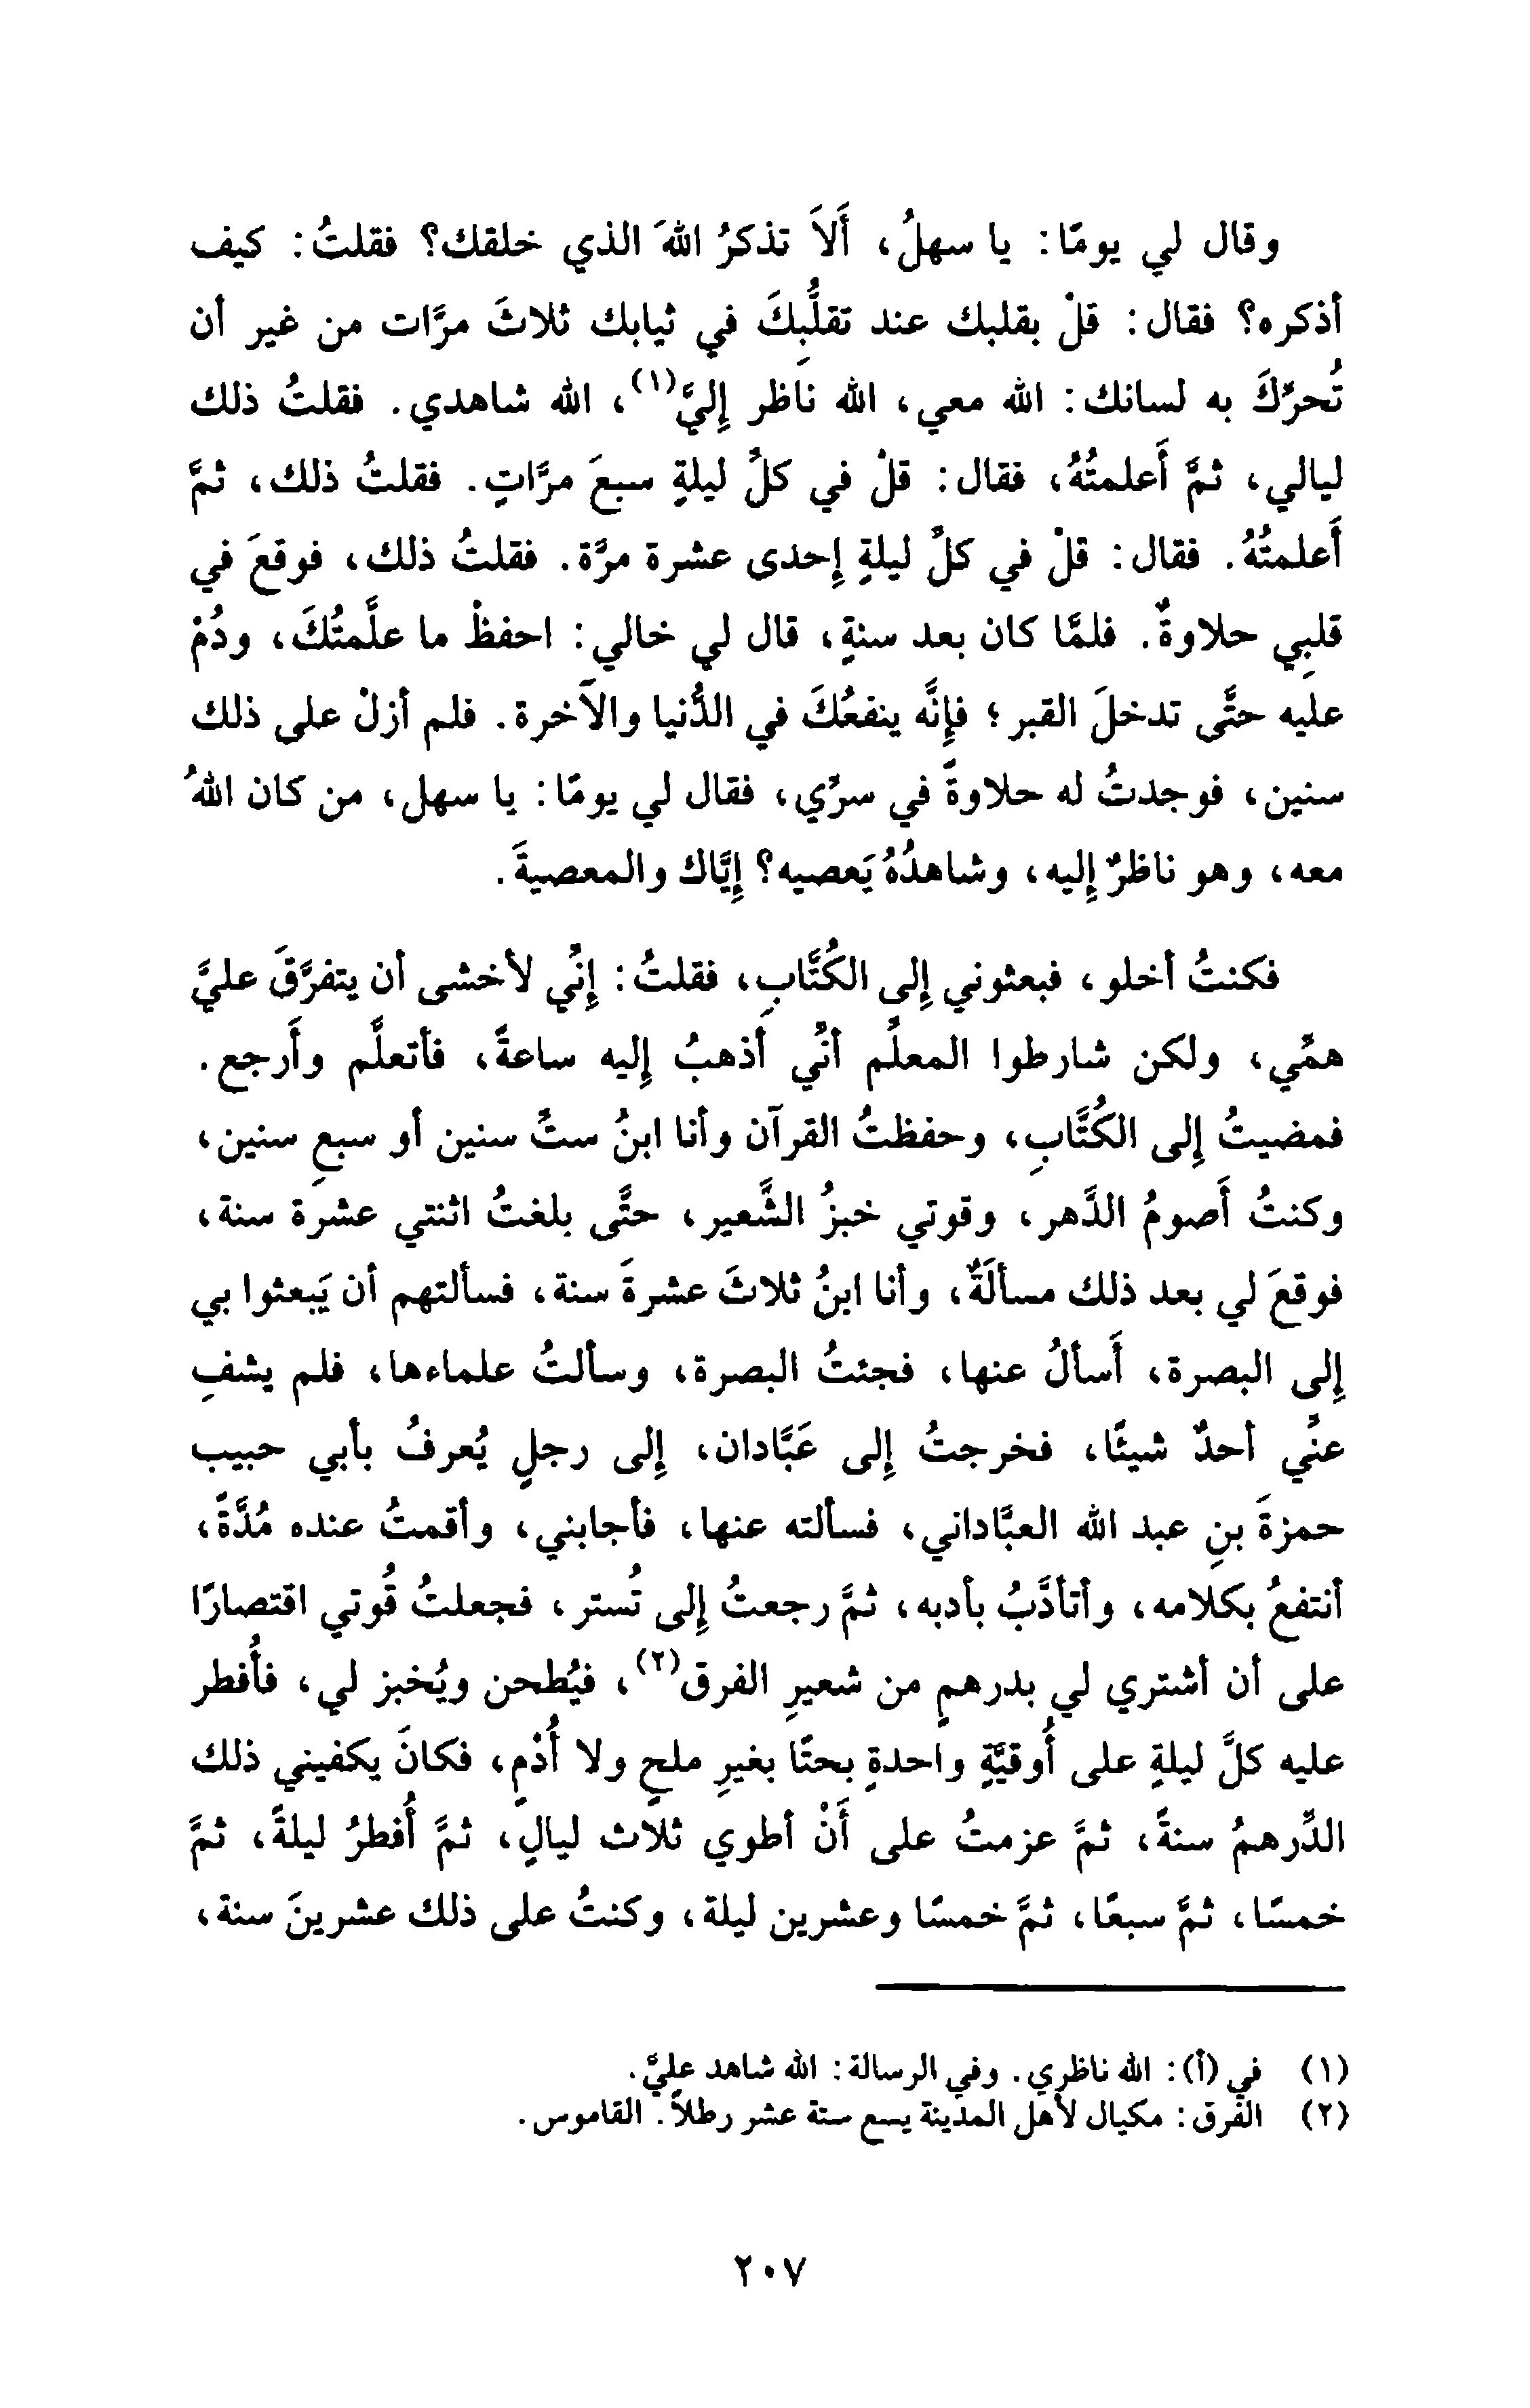 وقال لي يومًا: يا سهلُ، أَلاَ تذكرُ اللهَ الذي خلقك؟ فقلتُ: كيف
أذكره؟ فقال: قلْ بقلبك عند تقلُّبِكَ في ثيابك ثلاثَ مرَّات من غير أن
تُحرِّكَ به لسانك: الله معي، الله ناظر إليَّ(١)، الله شاهدي. فقلتُ ذلك
ليالي، ثمَّ أَعلمتُهُ، فقال: قلْ في كلِّ ليلةٍ سبعَ مرَّاتٍ. فقلتُ ذلك، ثمَّ
أَعلمتُهُ. فقال: قلْ في كلِّ ليلةٍ إحدى عشرة مرَّة. فقلتُ ذلك، فوقعَ في
قلبِي حلاوةٌ. فلمَّا كان بعد سنةٍ، قال لي خالي: احفظْ ما علَّمتُكَ، ودُمْ
عليه حتَّى تدخلَ القبر؛ فإنَّه ينفعُكَ في الدُّنيا والآخرة. فلم أزلْ على ذلك
سنين، فوجدتُ له حلاوةً في سرِّي، فقال لي يومًا: يا سهل، من كان اللهُ
معه، وهو ناظرٌ إليه، وشاهدُهُ يَعصيه؟ إيَّاك والمعصيةَ.
فكنتُ أخلو، فبعثوني إلى الكُتَّابِ، فقلتُ: إنِّي لأخشى أن يتفرَّقَ عليَّ
همِّي، ولكن شارطوا المعلِّم أنِّي أذهبُ إليه ساعةً، فأتعلَّم وأَرجع.
فمضيتُ إلى الكُتَّابِ، وحفظتُ القرآن وأنا ابنُ ستِّ سنين أو سبعِ سنين،
وكنتُ أَصومُ الدَّهر، وقوتي خبزُ الشَّعير، حتَّى بلغتُ اثنتي عشرة سنة،
فوقعَ لي بعد ذلك مسألَةٌ، وأنا ابنُ ثلاثَ عشرةَ سنة، فسألتهم أن يَبعثوا بي
إلى البصرة، أَسألُ عنها، فجئتُ البصرة، وسألتُ علماءها، فلم يشفِ
عنِّي أحدٌ شيئًا، فخرجتُ إلى عَبَّادان، إلى رجلٍ يُعرفُ بأبي حبيب
حمزةَ بنِ عبد الله العبَّاداني، فسألته عنها، فأجابني، وأقمتُ عنده مُدَّةً،
أنتفعُ بكلامه، وأتأدَّبُ بأدبه، ثمَّ رجعتُ إلى تُستر، فجعلتُ قُوتي اقتصارًا
على أن أشتري لي بدرهمٍ من شعيرِ الفرق(٢)، فيُطحن ويُخبز لي، فأُفطر
عليه كلَّ ليلةٍ على أُوقيَّةٍ واحدةٍ بحتًا بغيرِ ملحٍ ولا أُدْمٍ، فكانَ يكفيني ذلك
الدِّرهمُ سنةً، ثمَّ عزمتُ على أَنْ أطوي ثلاث ليالٍ، ثمَّ أُفطرُ ليلةً، ثمَّ
خمسًا، ثمَّ سبعًا، ثمَّ خمسًا وعشرين ليلة، وكنتُ على ذلك عشرينَ سنة،
(١) في (أ): الله ناظري. وفي الرسالة: الله شاهد عليَّ.
(٢) الفرق: مكيال لأهل المدينة يسع ستة عشر رطلاً. القاموس.
٢٠٧